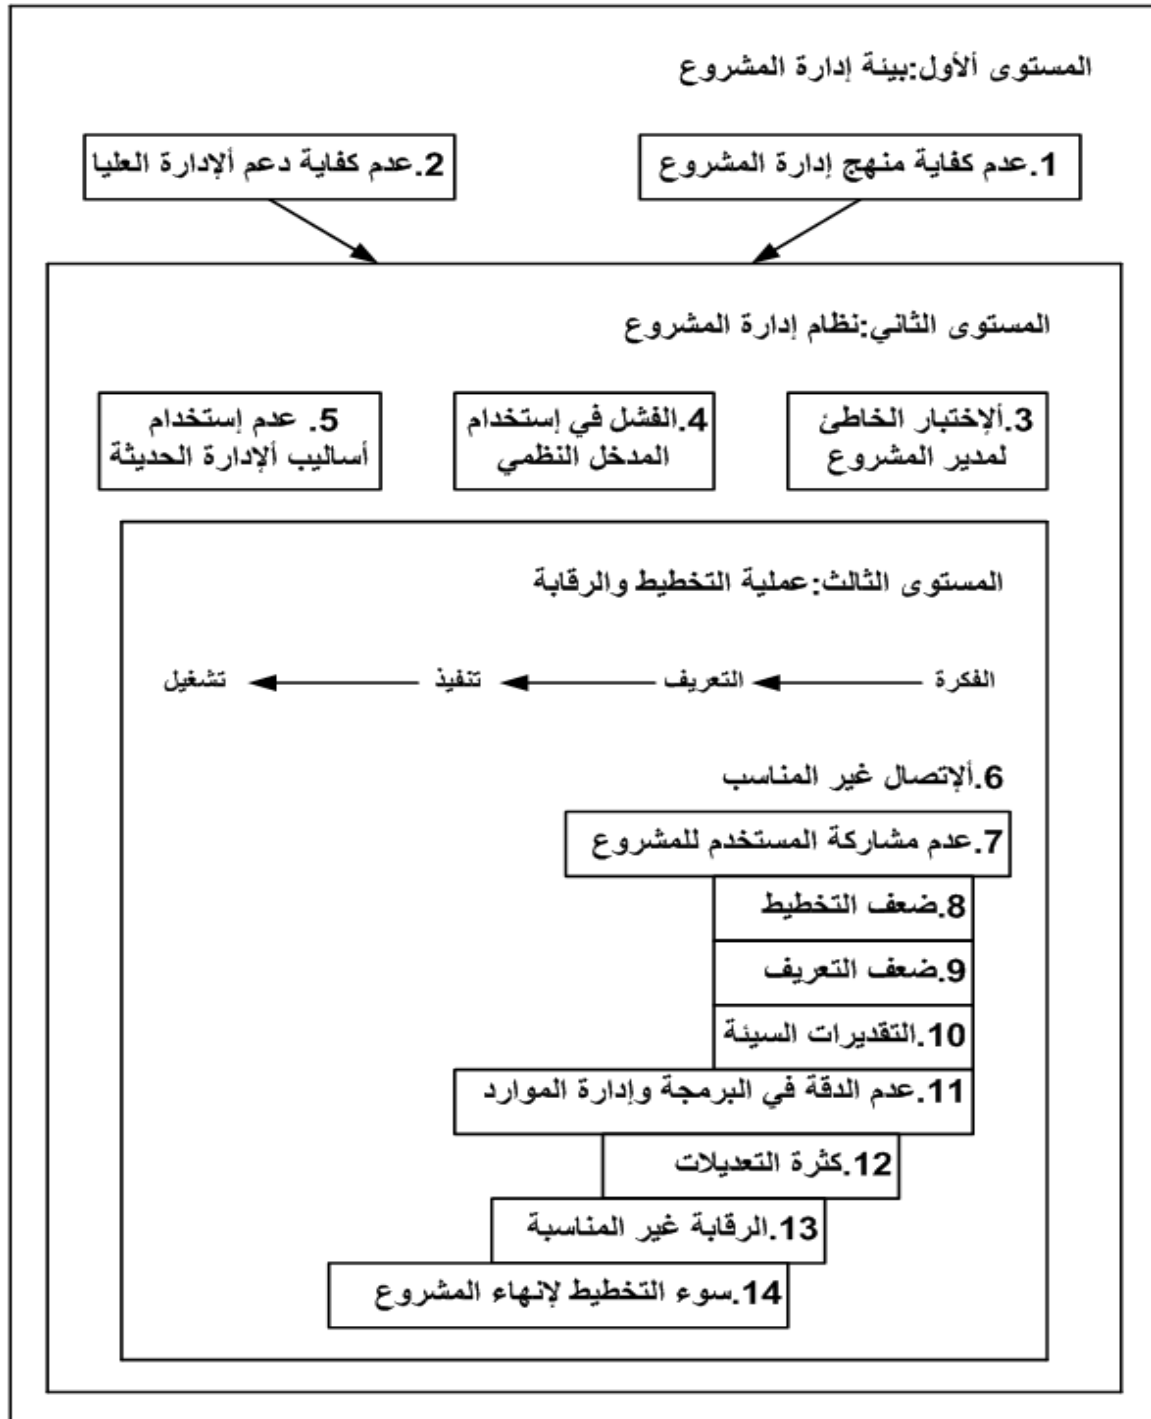 المستوى ألأول:بيئة إدارة المشروع
1.عدم كفاية منهج إدارة المشروع
2.عدم كفاية دعم ألإدارة العليا
المستوى الثاني:نظام إدارة المشروع
3.ألإختبار الخاطئ
لمدير المشروع
4.الفشل في إستخدام
المدخل النظمي
5. عدم إستخدام
أساليب ألإدارة الحديثة
المستوى الثالث:عملية التخطيط والرقابة
الفكرة
التعريف
تنفيذ
تشغيل
6.ألإتصال غير المناسب
7.عدم مشاركة المستخدم للمشروع
8.ضعف التخطيط
9.ضعف التعريف
10.التقديرات السيئة
11.عدم الدقة في البرمجة وإدارة الموارد
12.كثرة التعديلات
13.الرقابة غير المناسبة
14.سوء التخطيط لإنهاء المشروع